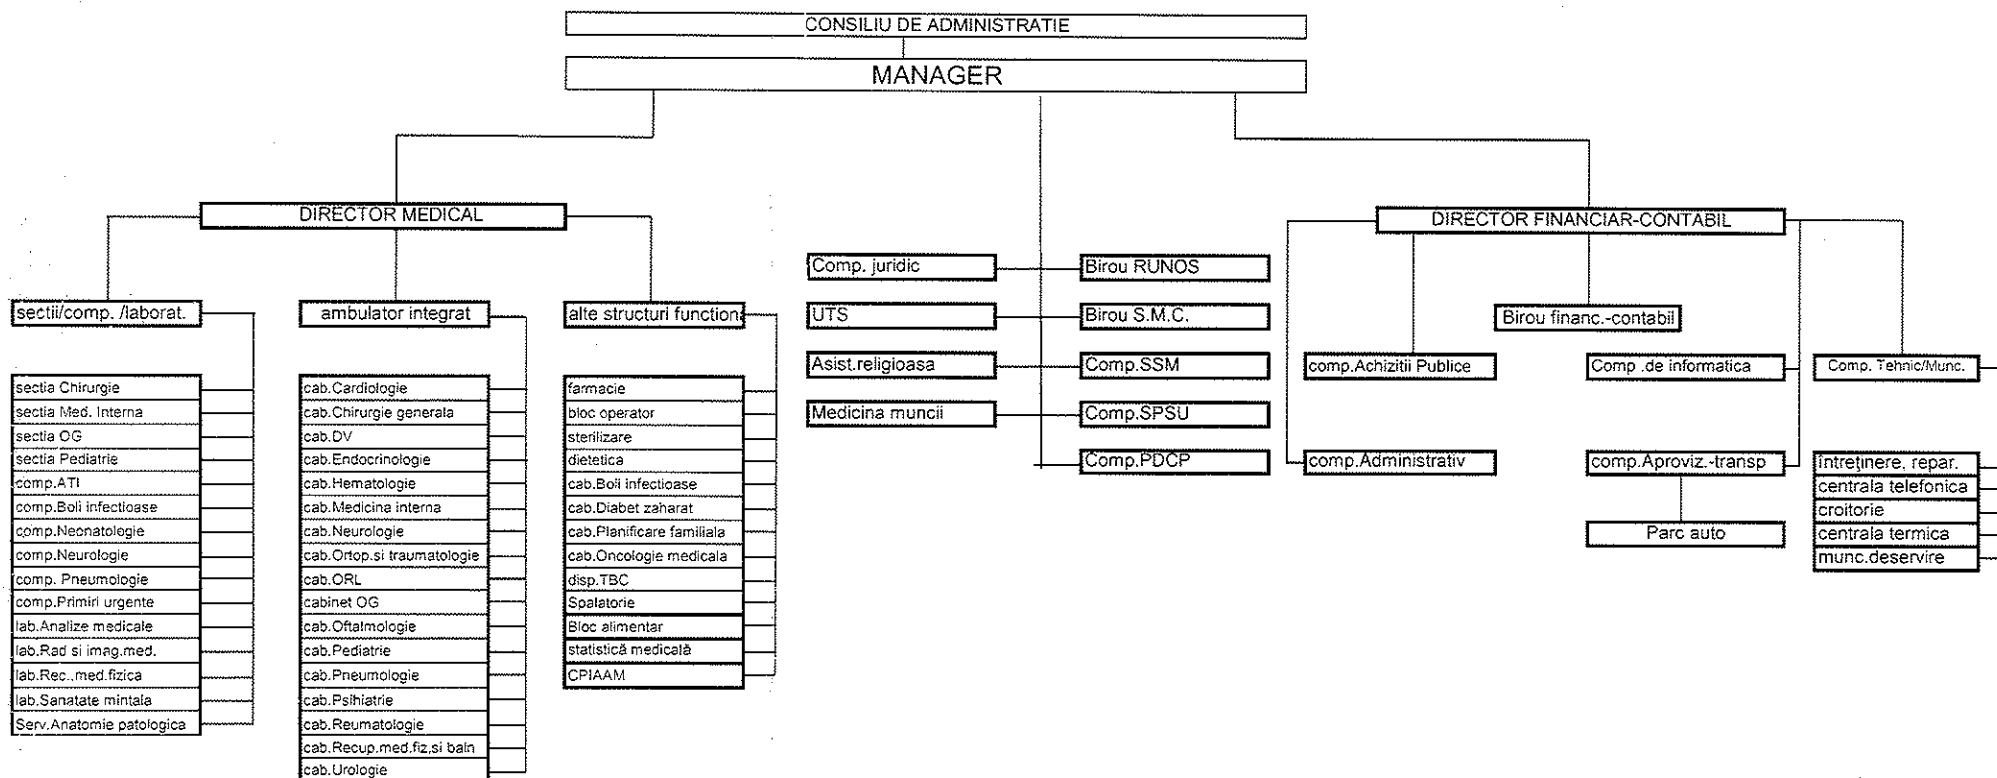 CONSILIU DE ADMINISTRATIE
MANAGER
DIRECTOR MEDICAL
DIRECTOR FINANCIAR-CONTABIL
sectii/comp. /laborat.
sectia Chirurgie
sectia Med. Interna
sectia OG
sectia Pediatrie
comp.ATI
comp.Boli infectioase
comp.Neonatologie
comp.Neurologie
comp. Pneumologie
comp.Primiri urgente
lab.Analize medicale
lab.Rad si imag.med.
lab.Rec.,med.fizica
lab.Sanatate mintala
Serv.Anatomie patologica
ambulator integrat
cab.Cardiologie
cab.Chirurgie generala
cab.DV
cab.Endocrinologie
cab.Hematologie
cab.Medicina interna
cab.Neurologie
cab.Ortop.si traumatologie
cab.ORL
cabinet OG
cab.Oftalmologie
cab.Pediatrie
cab.Pneumologie
cab.Psihiatrie
cab.Reumatologie
cab.Recup.med.fiz,si baln
cab.Urologie
alte structuri functiona
farmacie
bloc operator
sterilizare
dietetica
cab.Boli infectioase
cab.Diabet zaharat
cab.Planificare familiala
cab.Oncologie medicala
disp.TBC
Spalatorie
Bloc alimentar
statistică medicală
CPIAAM
Comp. juridic
UTS
Asist.religioasa
Medicina muncii
Birou RUNOS
Birou S.M.C.
Comp.SSM
Comp.SPSU
Comp.PDCP
Birou financ.-contabil
comp.Achizitii Publice
Comp .de informatica
Comp. Tehnic/Munc.
comp.Administrativ
comp.Aproviz.-transp
Parc auto
întreținere, repar.
centrala telefonica
croitorie
centrala termica
munc.deservire